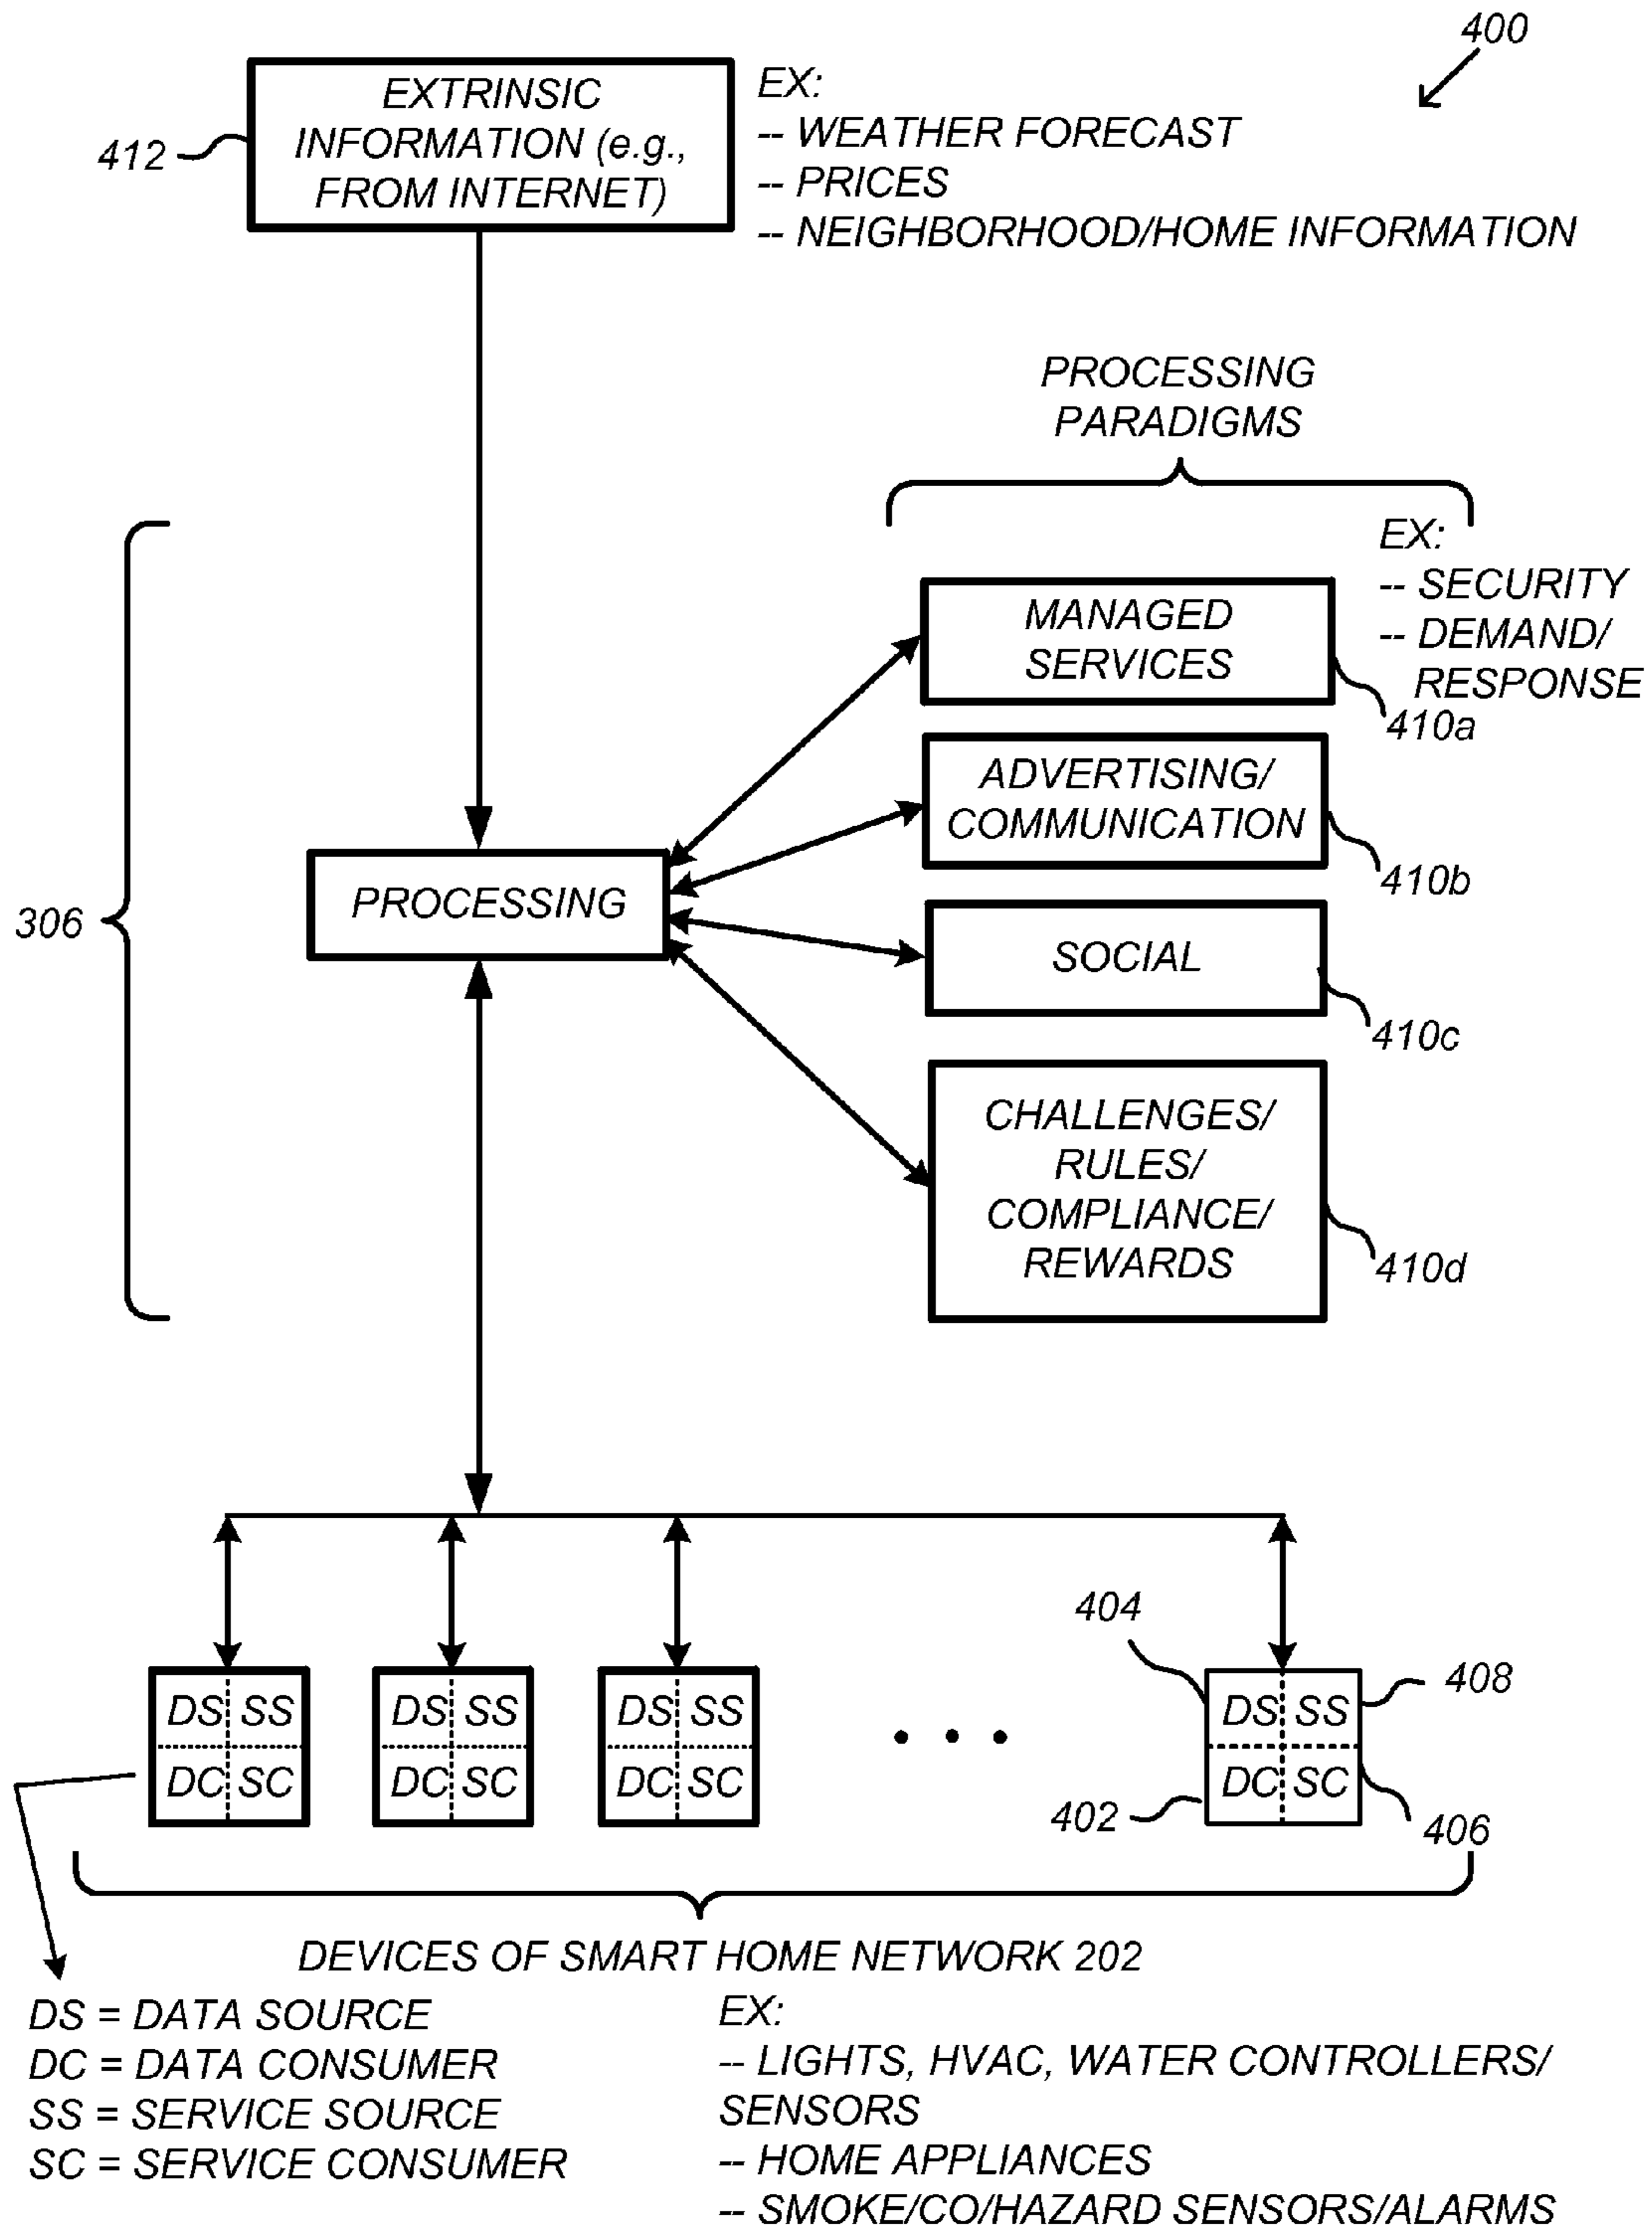 400
EXTRINSIC
INFORMATION (e.g.,
FROM INTERNET)
412
EX:
-- WEATHER FORECAST
-- PRICES
-- NEIGHBORHOOD/HOME INFORMATION
PROCESSING
PARADIGMS
EX:
-- SECURITY
-- DEMAND/
RESPONSE
MANAGED
SERVICES
410a
ADVERTISING/
COMMUNICATION
410b
306
PROCESSING
SOCIAL
410c
CHALLENGES/
RULES/
COMPLIANCE/
REWARDS
410d
404
408
DS SS
DC SC
DS SS
DC SC
DS SS
DC SC
DS SS
DC SC
402
406
DEVICES OF SMART HOME NETWORK 202
DS = DATA SOURCE
DC = DATA CONSUMER
SS = SERVICE SOURCE
SC = SERVICE CONSUMER
EX:
-- LIGHTS, HVAC, WATER CONTROLLERS/
SENSORS
-- HOME APPLIANCES
-- SMOKE/CO/HAZARD SENSORS/ALARMS